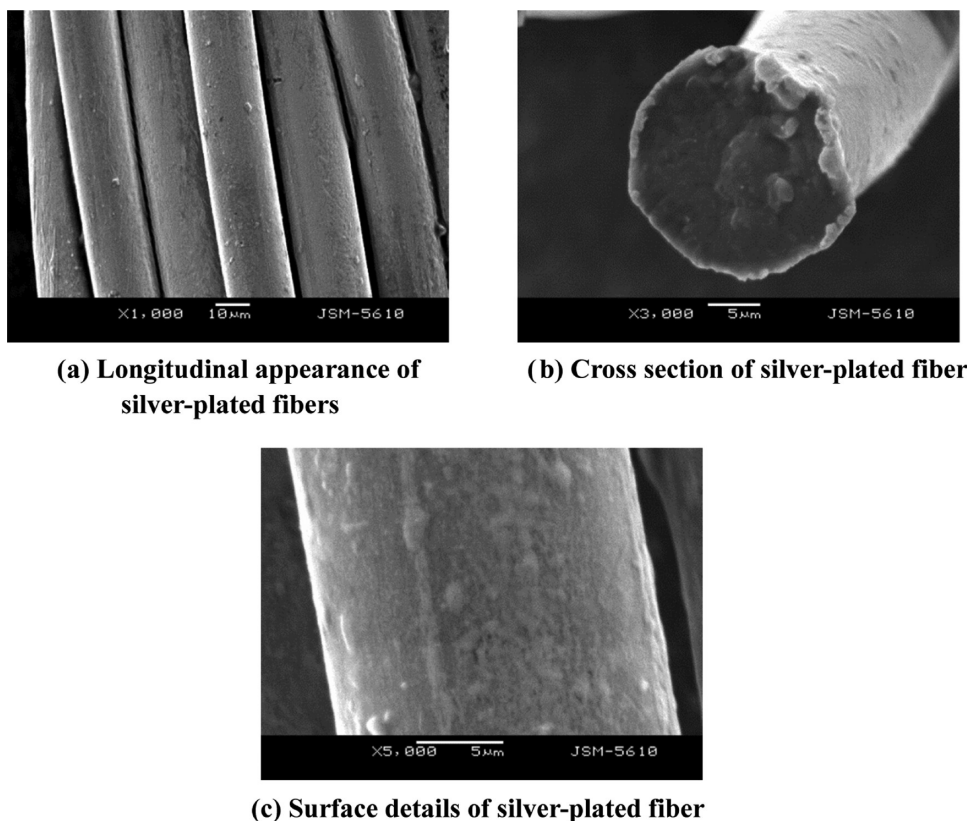 X1,000 10μm JSM-5610
X3,000 5μm JSM-5610
(a) Longitudinal appearance of
silver-plated fibers
(b) Cross section of silver-plated fiber
X5,000 5μm JSM-5610
(c) Surface details of silver-plated fiber